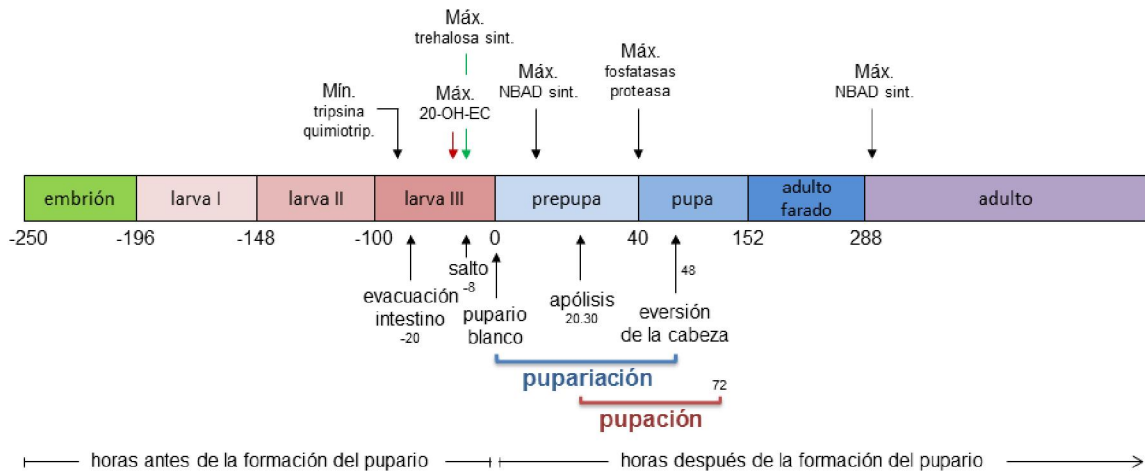 Máx.
trehalosa sint.
Mín.
tripsina
quimiotrip.
Máx.
20-OH-EC
Máx.
NBAD sint.
Máx.
fosfatasas
proteasa
Máx.
NBAD sint.
embrión
larva I
larva II
larva III
prepupa
pupa
adulto
farado
adulto
-250
-196
-148
-100
0
40
152
288
evacuación
intestino
-20
salto
-8
pupario
blanco
apólisis
20.30
48
eversión
de la cabeza
pupariación
72
pupación
horas antes de la formación del pupario
horas después de la formación del pupario